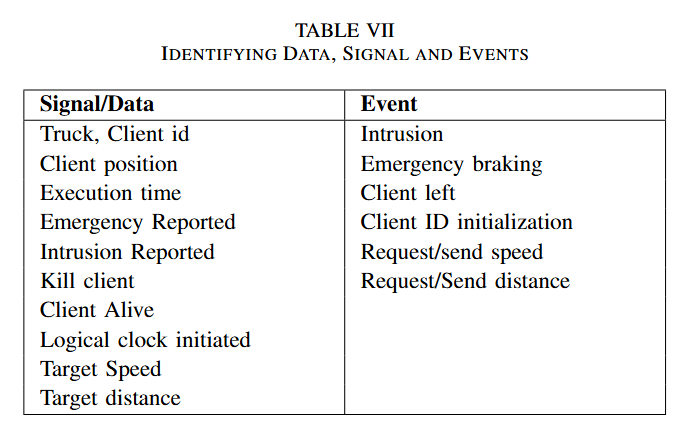 TABLE VII
IDENTIFYING DATA, SIGNAL AND EVENTS
Signal/Data Event
Truck, Client id Intrusion
Client position Emergency braking
Execution time Client left
Emergency Reported Client ID initialization
Intrusion Reported Request/send speed
Kill client Request/Send distance
Client Alive
Logical clock initiated
Target Speed
Target distance